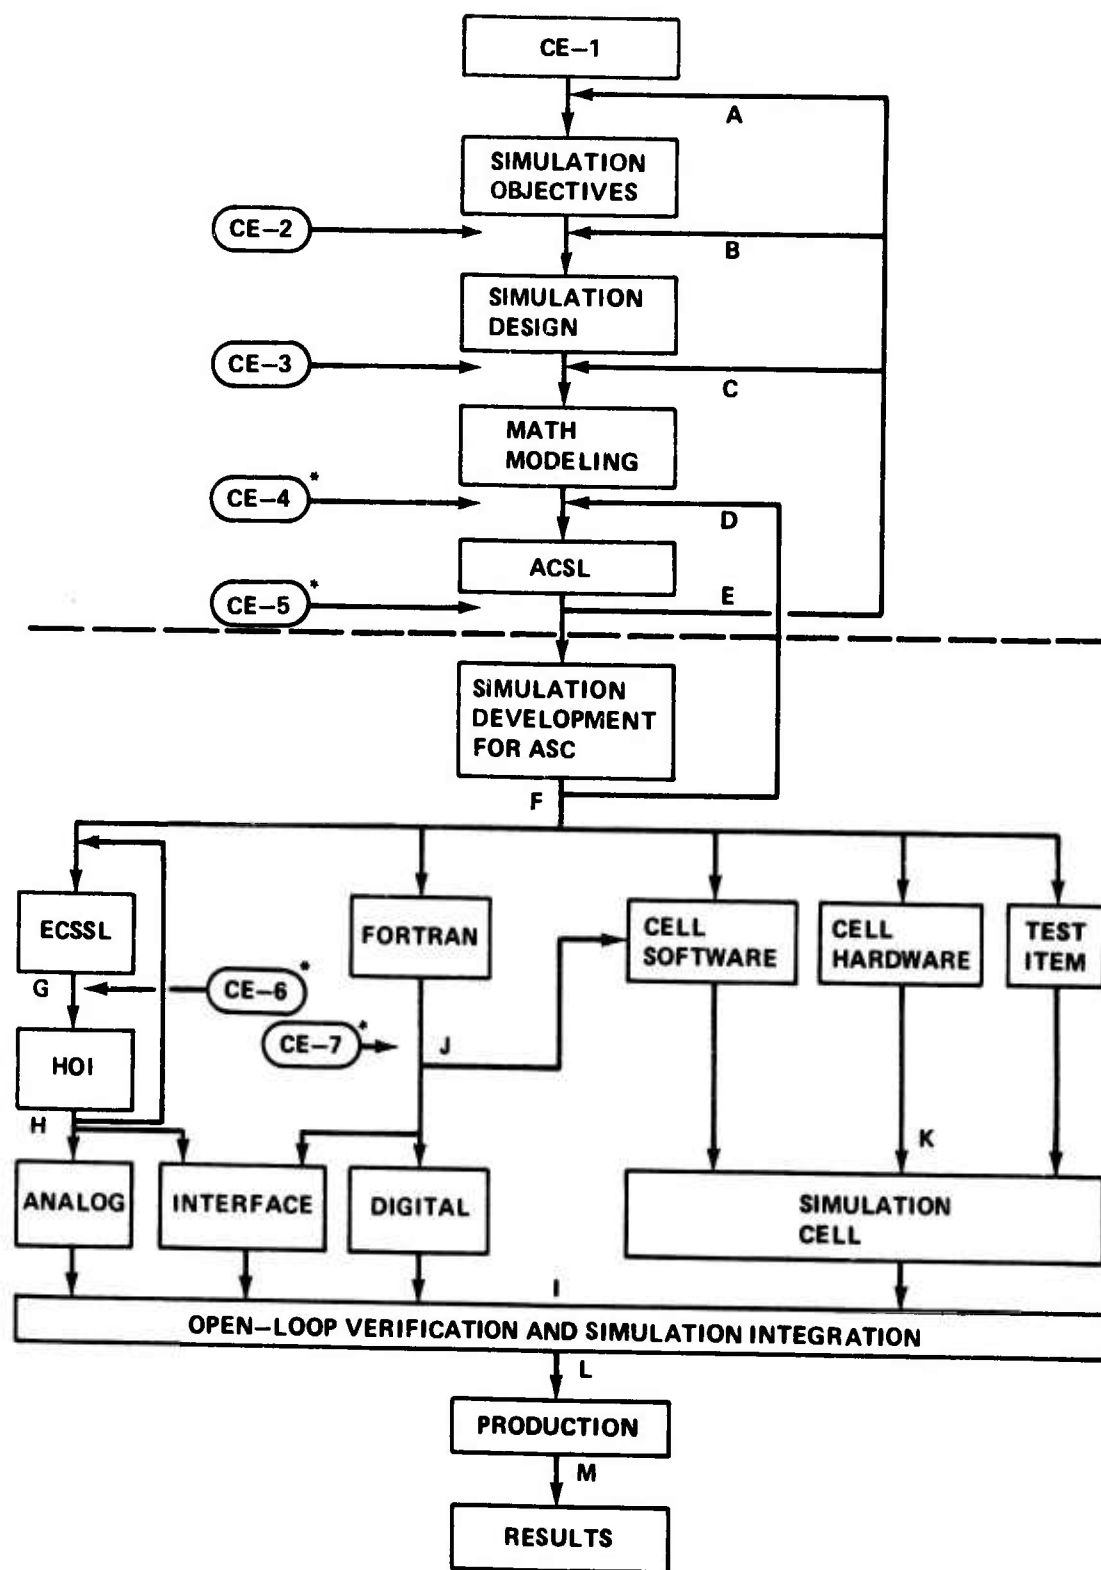 CE-1
A
SIMULATION
OBJECTIVES
CE-2
B
SIMULATION
DESIGN
CE-3
C
MATH
MODELING
CE-4*
D
ACSL
CE-5*
E
SIMULATION
DEVELOPMENT
FOR ASC
F
ECSSL
FORTRAN
CELL
SOFTWARE
CELL
HARDWARE
TEST
ITEM
G
CE-6*
CE-7*
J
HOI
H
K
ANALOG
INTERFACE
DIGITAL
SIMULATION
CELL
I
OPEN-LOOP VERIFICATION AND SIMULATION INTEGRATION
L
PRODUCTION
M
RESULTS